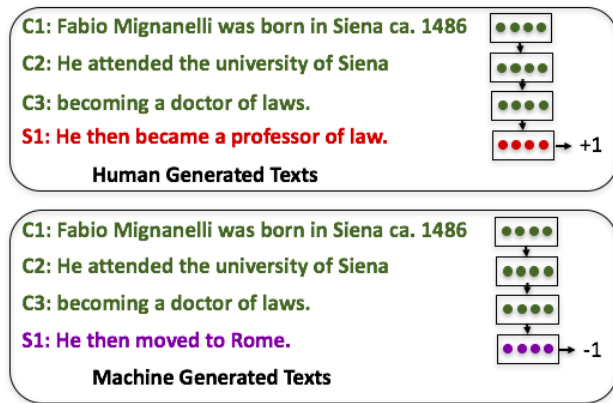 C1: Fabio Mignanelli was born in Siena ca. 1486
C2: He attended the university of Siena
C3: becoming a doctor of laws.
S1: He then became a professor of law.
+1
Human Generated Texts
C1: Fabio Mignanelli was born in Siena ca. 1486
C2: He attended the university of Siena
C3: becoming a doctor of laws.
S1: He then moved to Rome.
-1
Machine Generated Texts